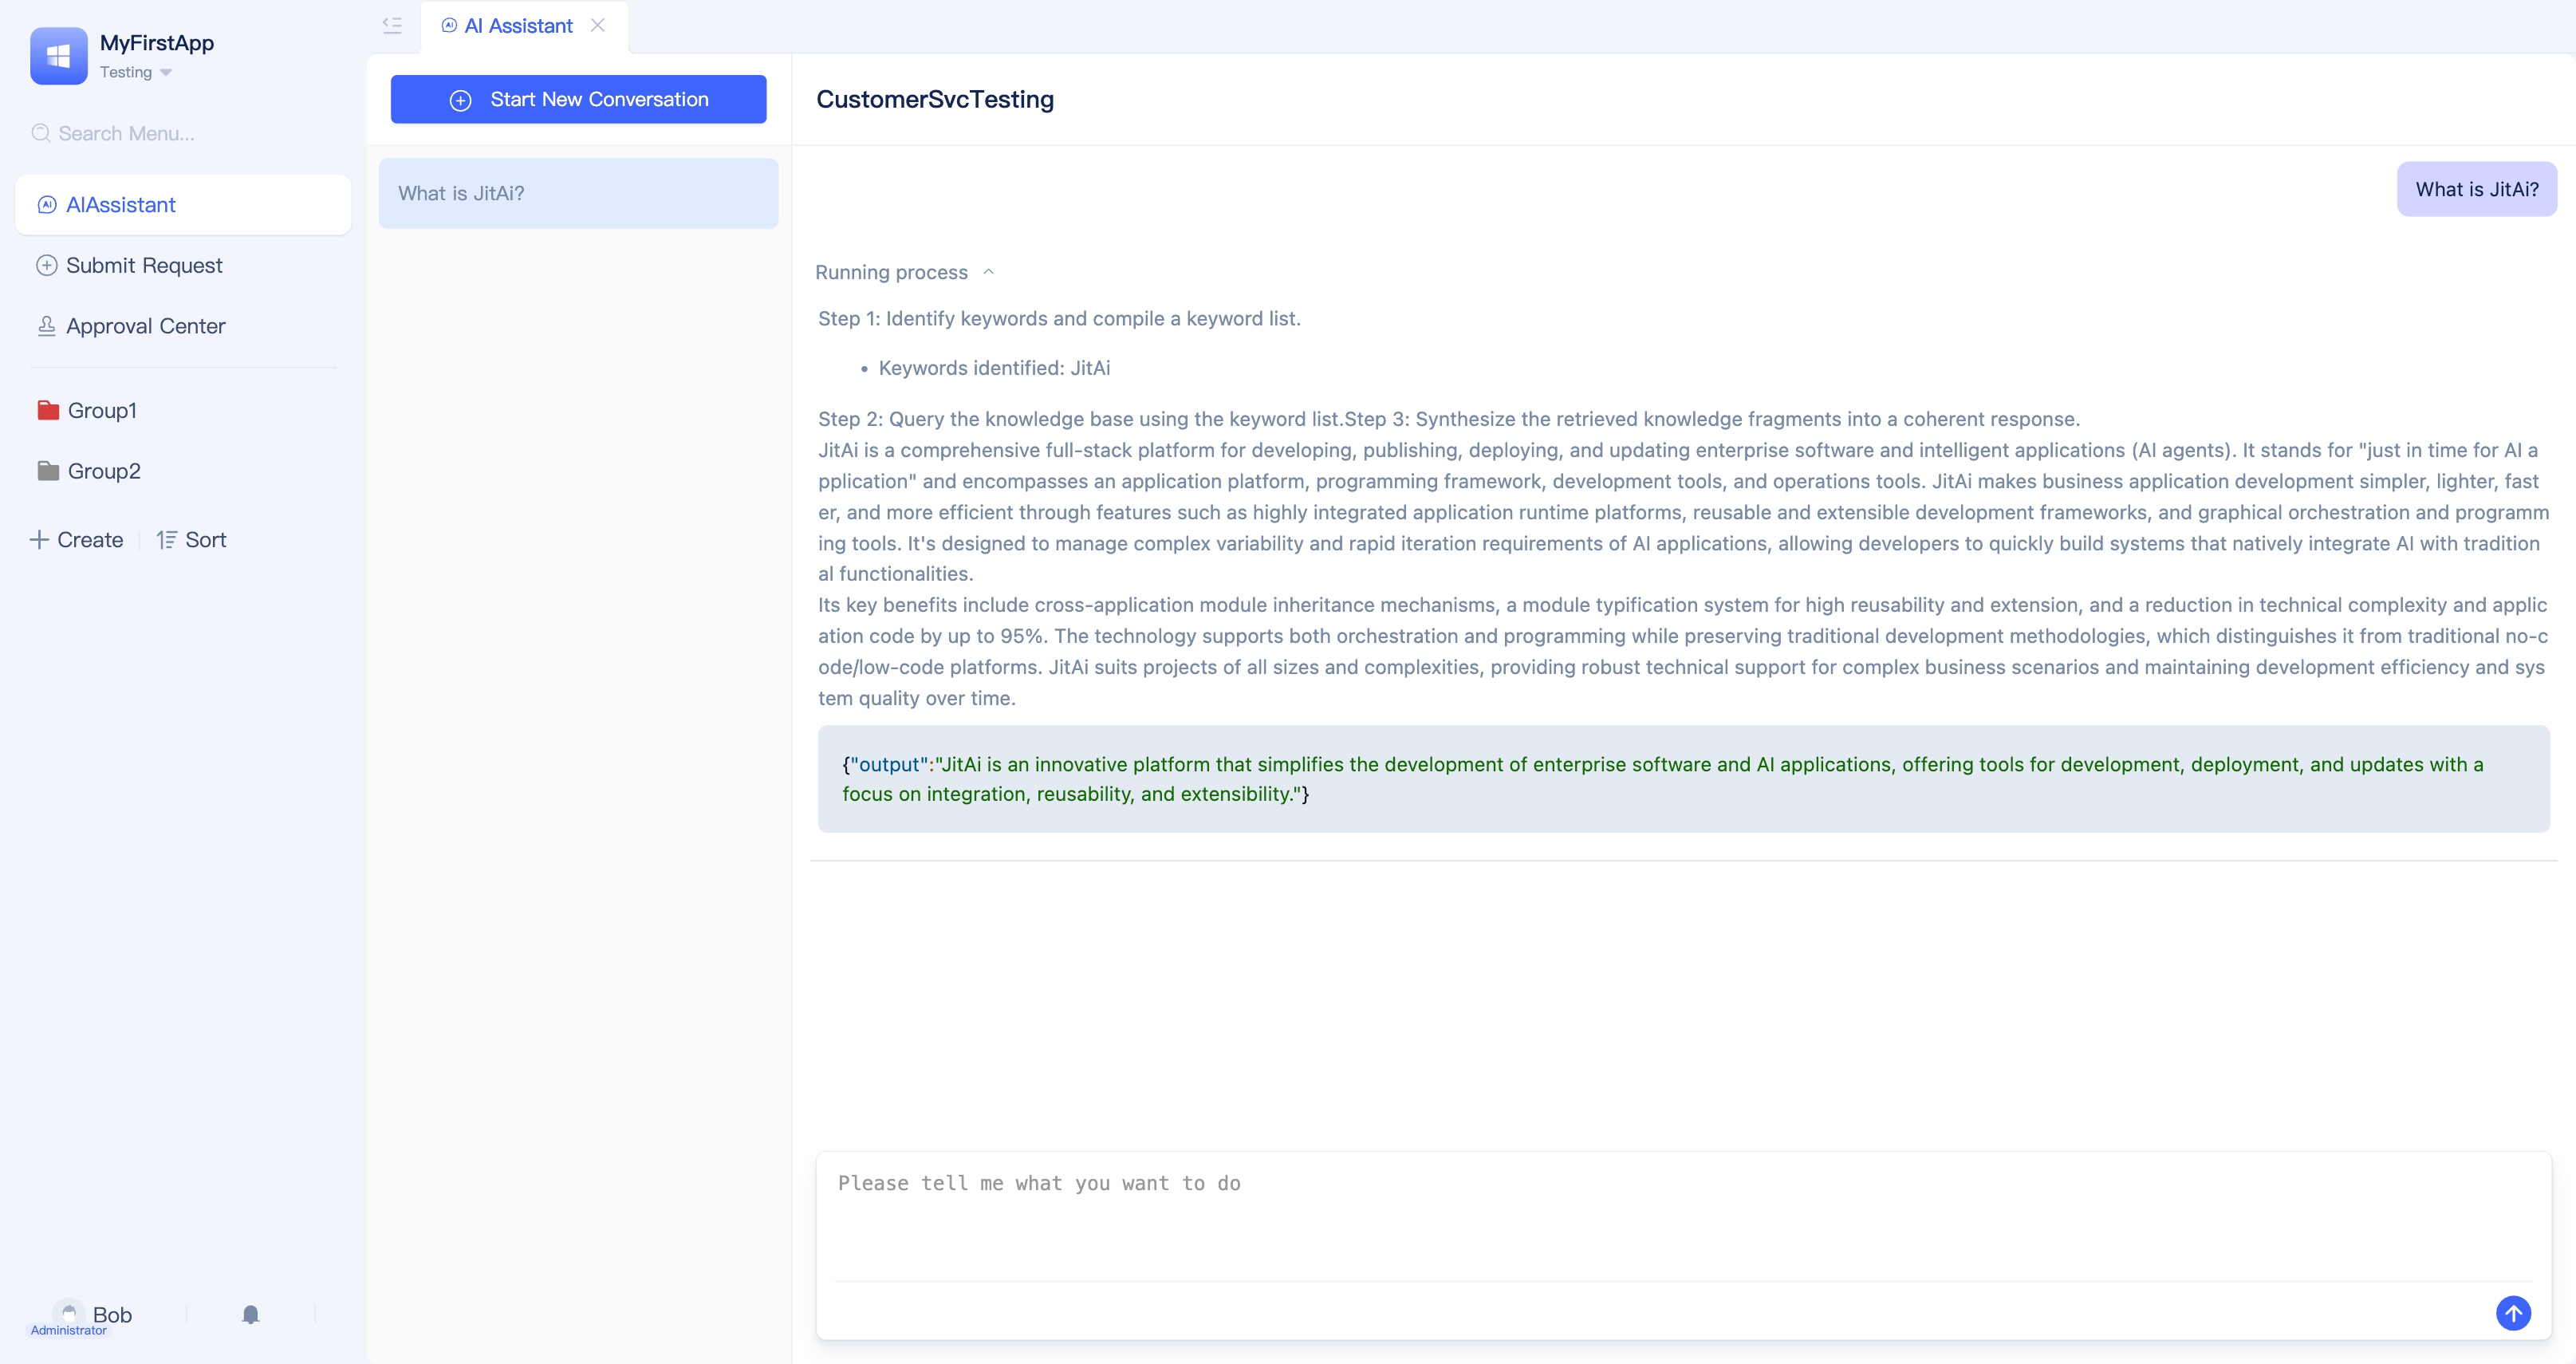 MyFirstApp
Testing
Search Menu...
AIAssistant
Submit Request
Approval Center
Group1
Group2
Create
Sort
Bob
Administrator
AI Assistant
Start New Conversation
What is JitAi?
CustomerSvcTesting
What is JitAi?
Running process
Step 1: Identify keywords and compile a keyword list.
• Keywords identified: JitAi
Step 2: Query the knowledge base using the keyword list.Step 3: Synthesize the retrieved knowledge fragments into a coherent response.
JitAi is a comprehensive full-stack platform for developing, publishing, deploying, and updating enterprise software and intelligent applications (AI agents). It stands for "just in time for AI a
pplication" and encompasses an application platform, programming framework, development tools, and operations tools. JitAi makes business application development simpler, lighter, fast
er, and more efficient through features such as highly integrated application runtime platforms, reusable and extensible development frameworks, and graphical orchestration and programm
ing tools. It's designed to manage complex variability and rapid iteration requirements of AI applications, allowing developers to quickly build systems that natively integrate AI with tradition
al functionalities.
Its key benefits include cross-application module inheritance mechanisms, a module typification system for high reusability and extension, and a reduction in technical complexity and applic
ation code by up to 95%. The technology supports both orchestration and programming while preserving traditional development methodologies, which distinguishes it from traditional no-c
ode/low-code platforms. JitAi suits projects of all sizes and complexities, providing robust technical support for complex business scenarios and maintaining development efficiency and sys
tem quality over time.
{"output":"JitAi is an innovative platform that simplifies the development of enterprise software and AI applications, offering tools for development, deployment, and updates with a
focus on integration, reusability, and extensibility."}
Please tell me what you want to do